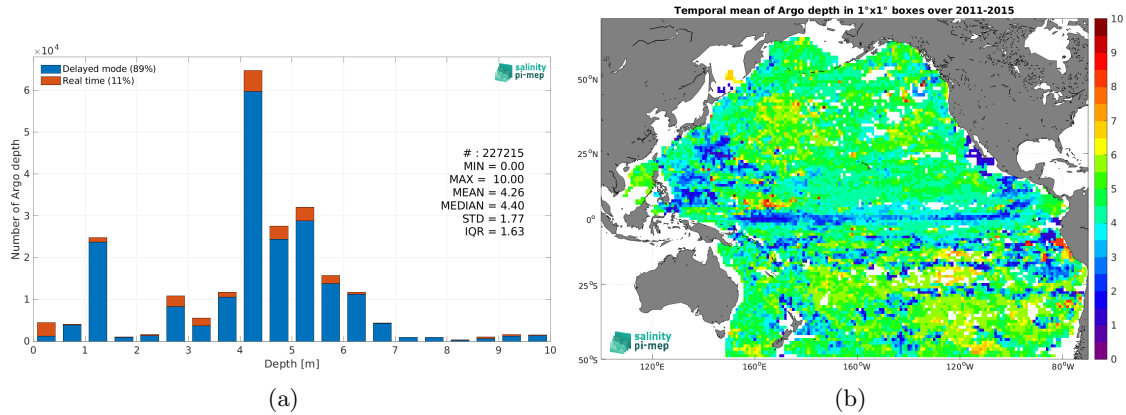 ×10⁴
Delayed mode (89%)
Real time (11%)
salinity
pi-mep
# : 227215
MIN = 0.00
MAX = 10.00
MEAN = 4.26
MEDIAN = 4.40
STD = 1.77
IQR = 1.63
Number of Argo depth
6
5
4
3
2
1
0
0 1 2 3 4 5 6 7 8 9 10
Depth [m]
(a)
Temporal mean of Argo depth in 1°x1° boxes over 2011-2015
50°N
25°N
0°
25°S
50°S
120°W 160°W 160°W 120°W 80°W
salinity
pi-mep
10
9
8
7
6
5
4
3
2
1
0
(b)